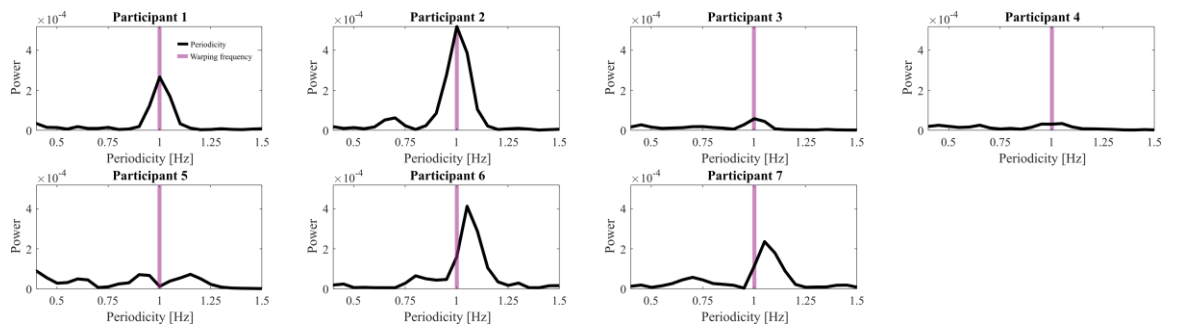 Participant 1
×10⁻⁴
4
2
0
Power
0.5
0.75
1
1.25
1.5
Periodicity [Hz]
Periodicity
Warping frequency
Participant 2
×10⁻⁴
4
2
0
Power
0.5
0.75
1
1.25
1.5
Periodicity [Hz]
Participant 3
×10⁻⁴
4
2
0
Power
0.5
0.75
1
1.25
1.5
Periodicity [Hz]
Participant 4
×10⁻⁴
4
2
0
Power
0.5
0.75
1
1.25
1.5
Periodicity [Hz]
Participant 5
×10⁻⁴
4
2
0
Power
0.5
0.75
1
1.25
1.5
Periodicity [Hz]
Participant 6
×10⁻⁴
4
2
0
Power
0.5
0.75
1
1.25
1.5
Periodicity [Hz]
Participant 7
×10⁻⁴
4
2
0
Power
0.5
0.75
1
1.25
1.5
Periodicity [Hz]